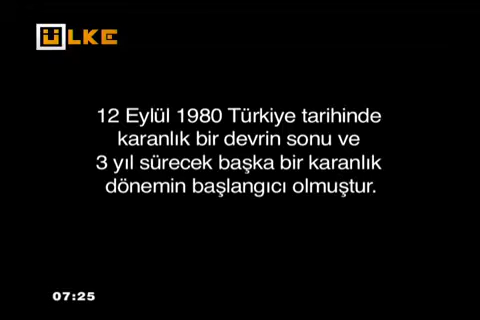 ÜLKE
12 Eylül 1980 Türkiye tarihinde
karanlık bir devrin sonu ve
3 yıl sürecek başka bir karanlık
dönemin başlangıcı olmuştur.
07:25